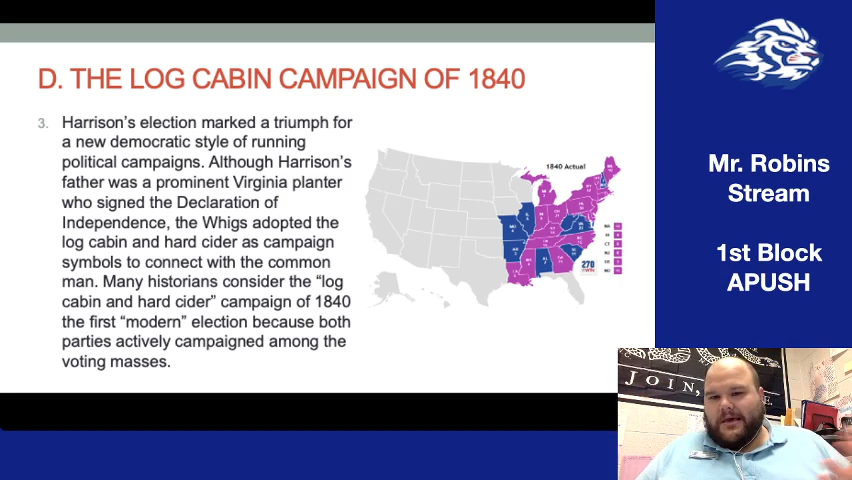 D. THE LOG CABIN CAMPAIGN OF 1840
3. Harrison's election marked a triumph for
a new democratic style of running
political campaigns. Although Harrison's
father was a prominent Virginia planter
who signed the Declaration of
Independence, the Whigs adopted the
log cabin and hard cider as campaign
symbols to connect with the common
man. Many historians consider the “log
cabin and hard cider” campaign of 1840
the first “modern” election because both
parties actively campaigned among the
voting masses.
1840 Actual
270
Mr. Robins
Stream
1st Block
APUSH
JOIN,